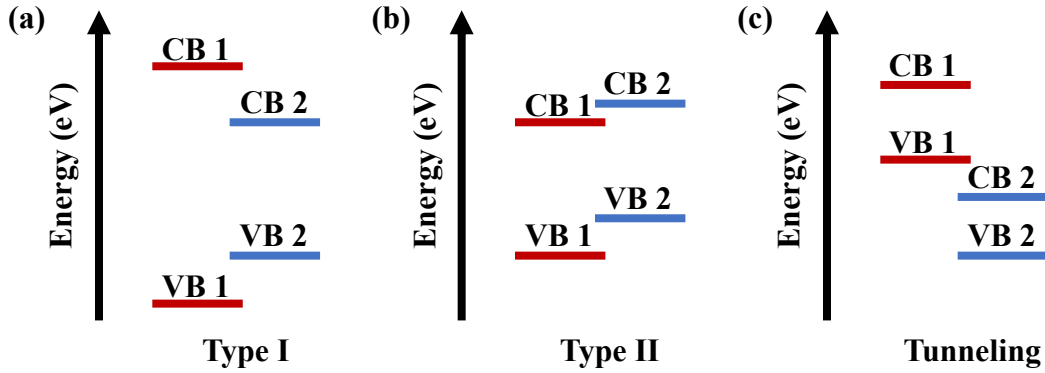 (a)
Energy (eV)
CB 1
CB 2
VB 2
VB 1
Type I
(b)
Energy (eV)
CB 2
CB 1
VB 2
VB 1
Type II
(c)
Energy (eV)
CB 1
VB 1
CB 2
VB 2
Tunneling